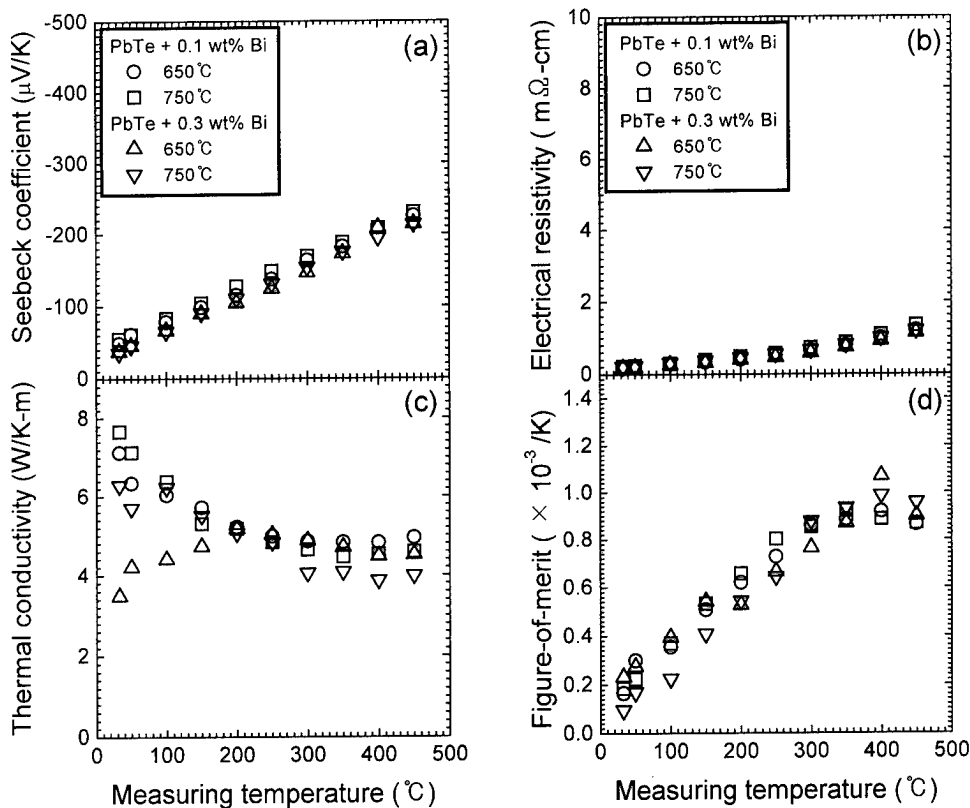 Seebeck coefficient (μV/K)
-500
-400
-300
-200
-100
0
(a)
PbTe + 0.1 wt% Bi
650℃
750℃
PbTe + 0.3 wt% Bi
650℃
750℃
Electrical resistivity ( mΩ-cm)
10
8
6
4
2
0
(b)
PbTe + 0.1 wt% Bi
650℃
750℃
PbTe + 0.3 wt% Bi
650℃
750℃
Thermal conductivity (W/K-m)
8
6
4
2
0
(c)
0 100 200 300 400 500
Measuring temperature (℃)
Figure-of-merit ( × 10⁻³ /K)
1.4
1.2
1.0
0.8
0.6
0.4
0.2
0.0
(d)
0 100 200 300 400 500
Measuring temperature (℃)